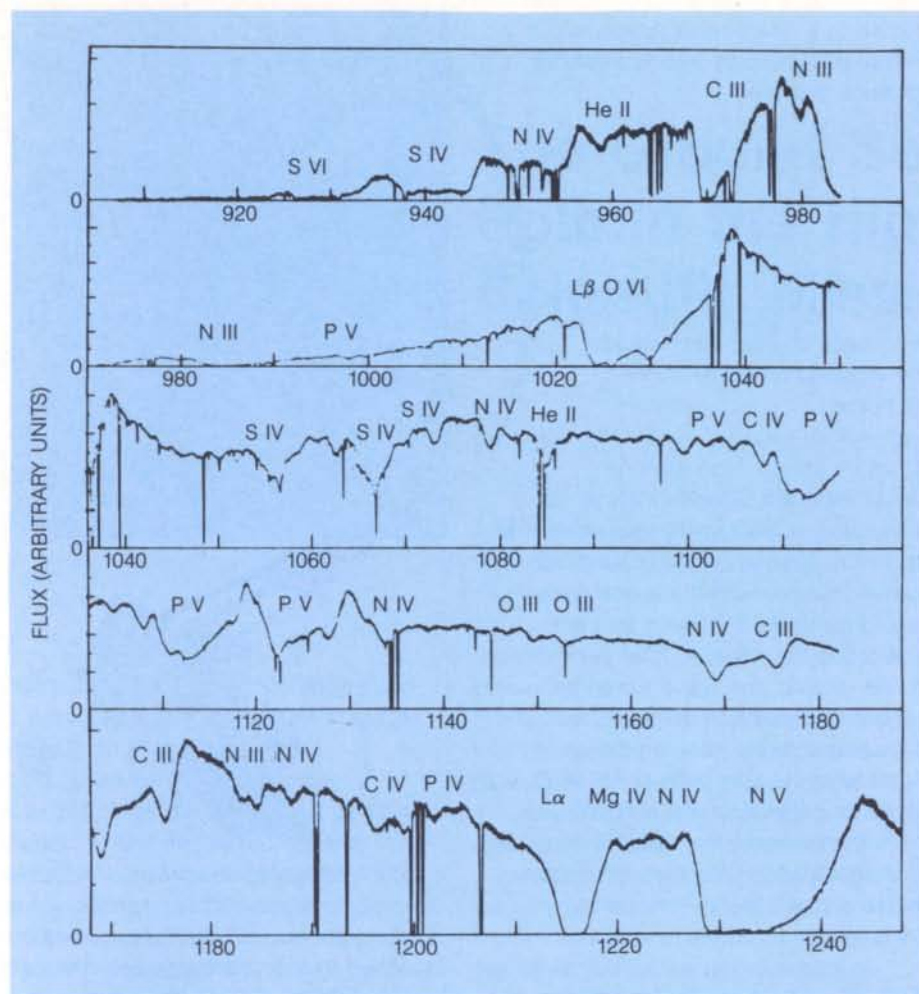 FLUX (ARBITRARY UNITS)
S VI S IV N IV He II C III N III
0 920 940 960 980
N III P V Lβ O VI
0 980 1000 1020 1040
S IV S IV S IV N IV He II P V C IV P V
0 1040 1060 1080 1100
P V P V N IV O III O III N IV C III
0 1120 1140 1160 1180
C III N III N IV C IV P IV Lα Mg IV N IV N V
0 1180 1200 1220 1240